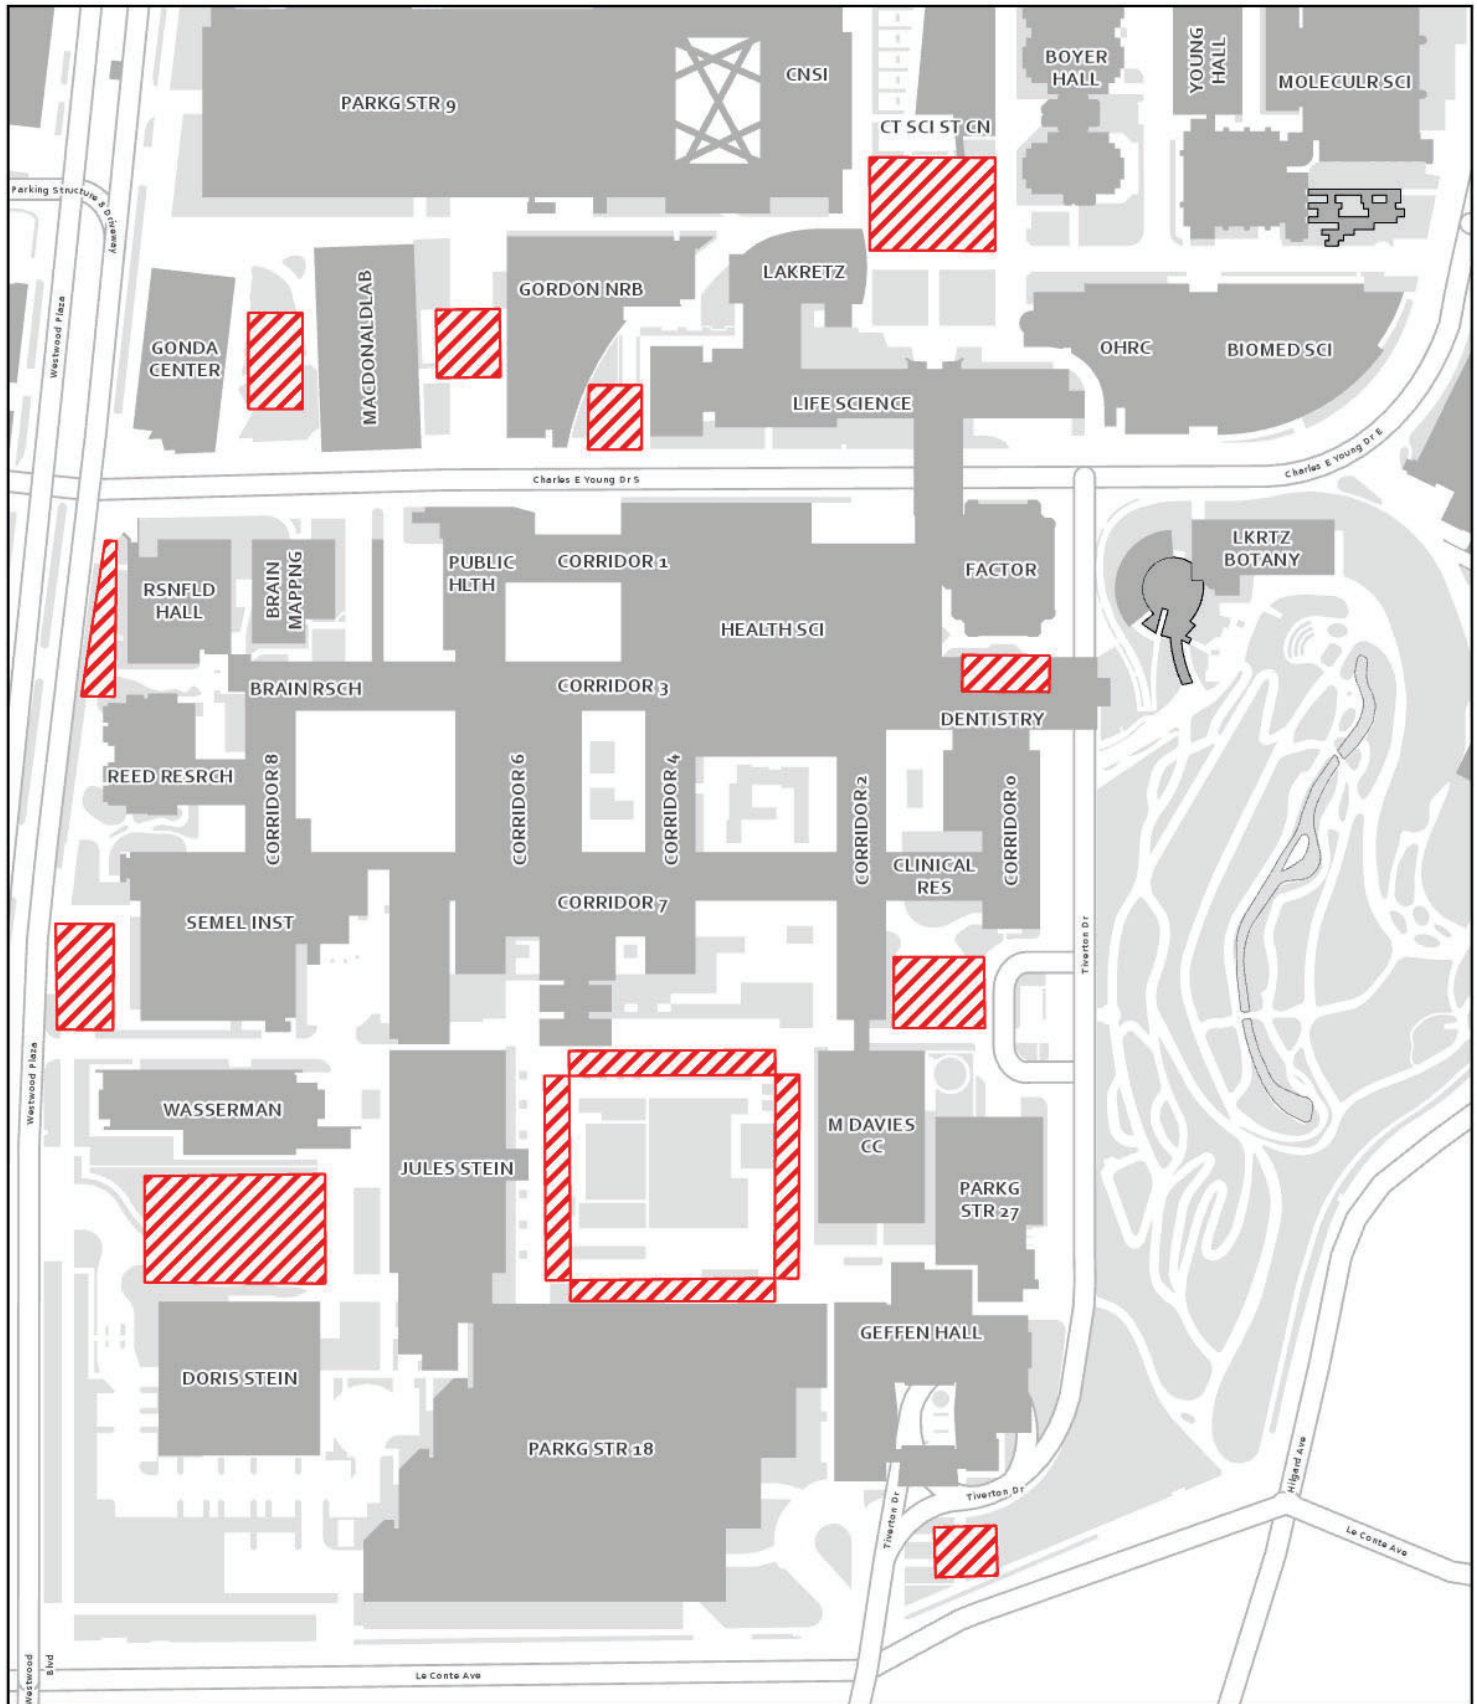 CNSI
PARKG STR 9
BOYER
HALL
YOUNG
HALL
MOLECULR SCI
CT SCI ST CN
Parking Structure 8 Driveway
Westwood Plaza
GONDA
CENTER
MACDONALDLAB
GORDON NRB
LAKRETZ
OHRC
BIOMED SCI
LIFE SCIENCE
Charles E Young Dr S
Charles E Young Dr E
RSNFLD
HALL
BRAIN
MAPPNG
PUBLIC
HLTH
CORRIDOR 1
FACTOR
LKRTZ
BOTANY
HEALTH SCI
BRAIN RSCH
CORRIDOR 3
DENTISTRY
REED RESRCH
CORRIDOR 8
CORRIDOR 6
CORRIDOR 4
CORRIDOR 2
CORRIDOR 0
CLINICAL
RES
CORRIDOR 7
SEMEL INST
Tiverton Dr
Westwood Plaza
WASSERMAN
M DAVIES
CC
JULES STEIN
PARKG
STR 27
GEFFEN HALL
DORIS STEIN
PARKG STR 18
Hilgard Ave
Tiverton Dr
Tiverton Dr
Le Conte Ave
Westwood
Blvd
Le Conte Ave